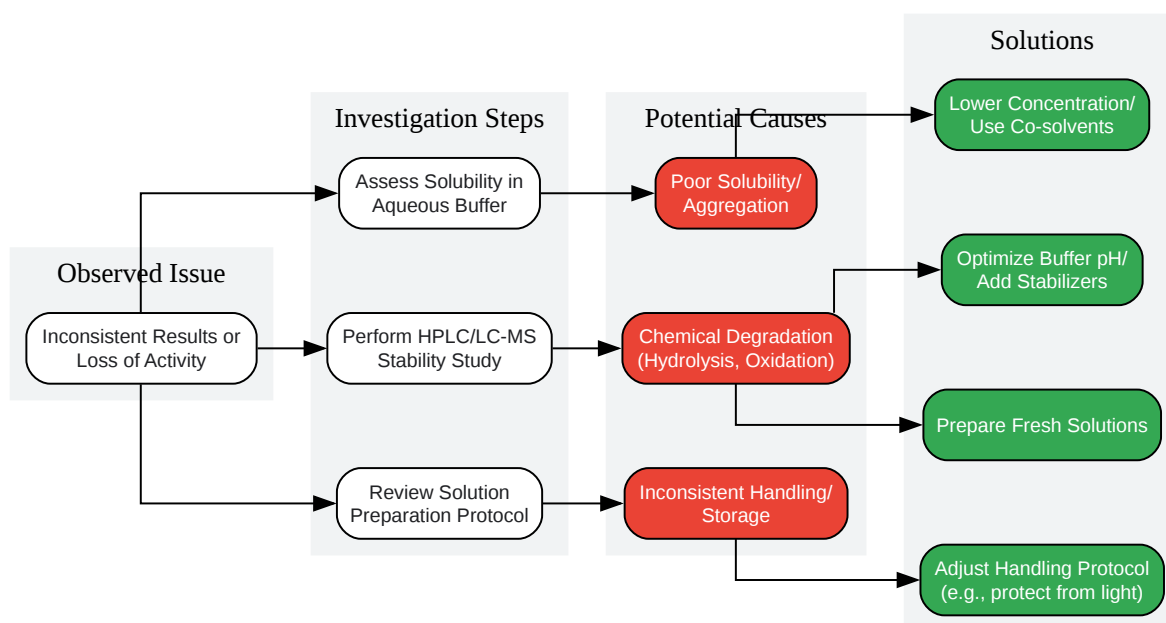 Observed Issue
Inconsistent Results or
Loss of Activity
Investigation Steps
Assess Solubility in
Aqueous Buffer
Perform HPLC/LC-MS
Stability Study
Review Solution
Preparation Protocol
Potential Causes
Poor Solubility/
Aggregation
Chemical Degradation
(Hydrolysis, Oxidation)
Inconsistent Handling/
Storage
Solutions
Lower Concentration/
Use Co-solvents
Optimize Buffer pH/
Add Stabilizers
Prepare Fresh Solutions
Adjust Handling Protocol
(e.g., protect from light)